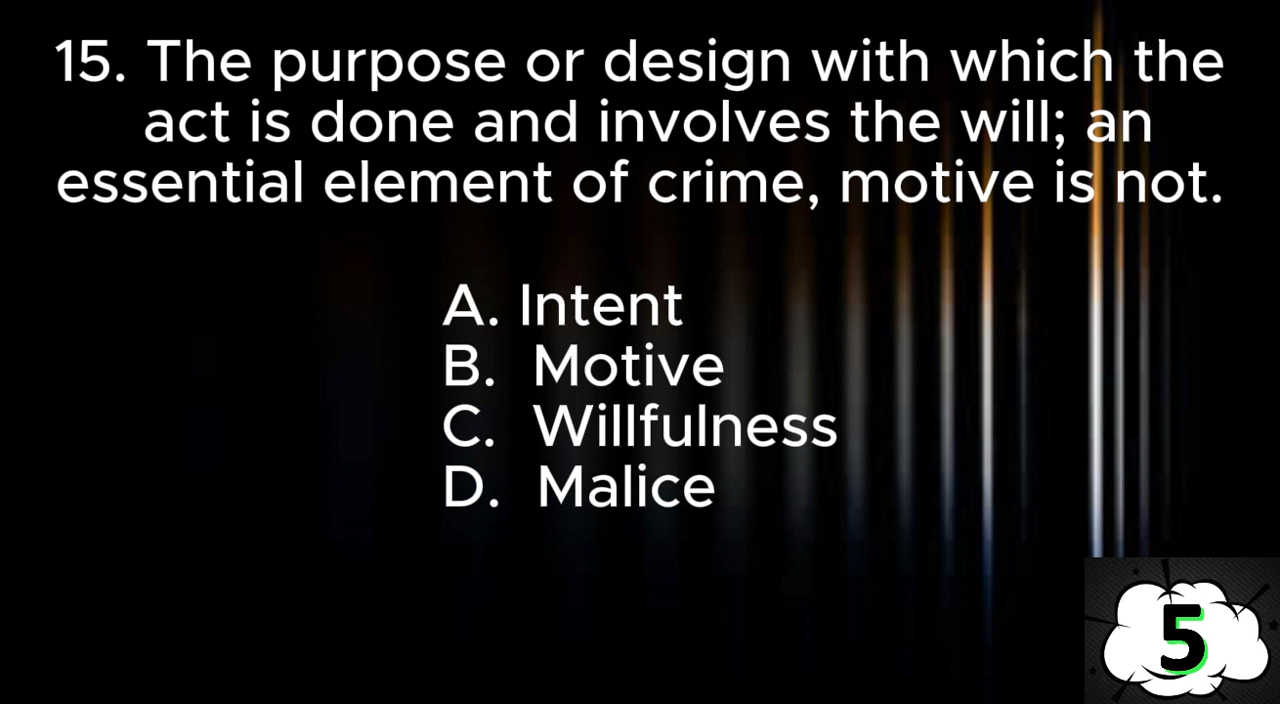 15. The purpose or design with which the
act is done and involves the will; an
essential element of crime, motive is not.
A. Intent
B. Motive
C. Willfulness
D. Malice
5